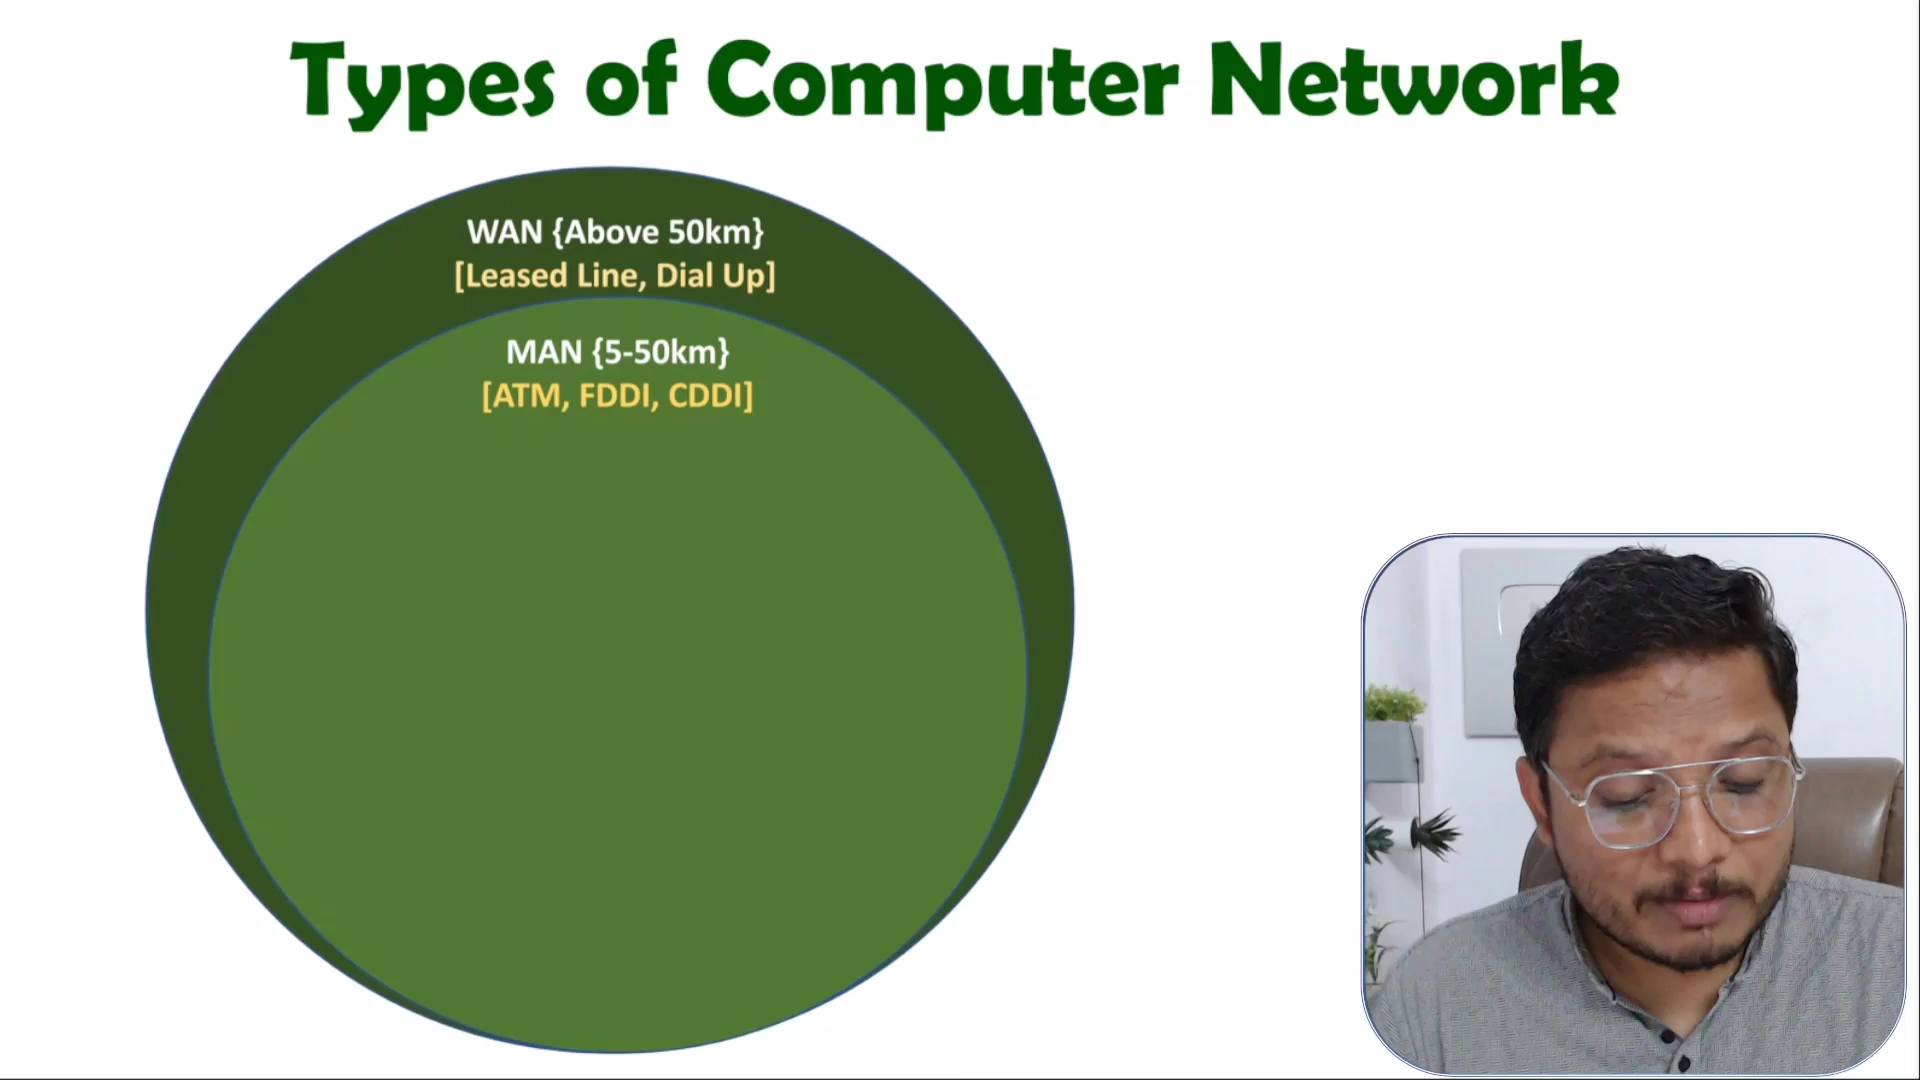 Types of Computer Network
WAN {Above 50km}
[Leased Line, Dial Up]
MAN {5-50km}
[ATM, FDDI, CDDI]